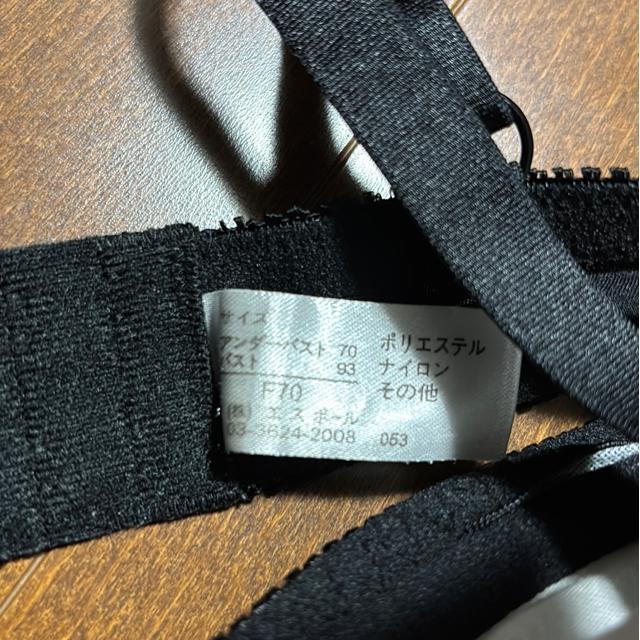 サイズ
アンダーバスト 70
バスト 93
F70
ポリエステル
ナイロン
その他
(株) エス ポール
03-3624-2008 053